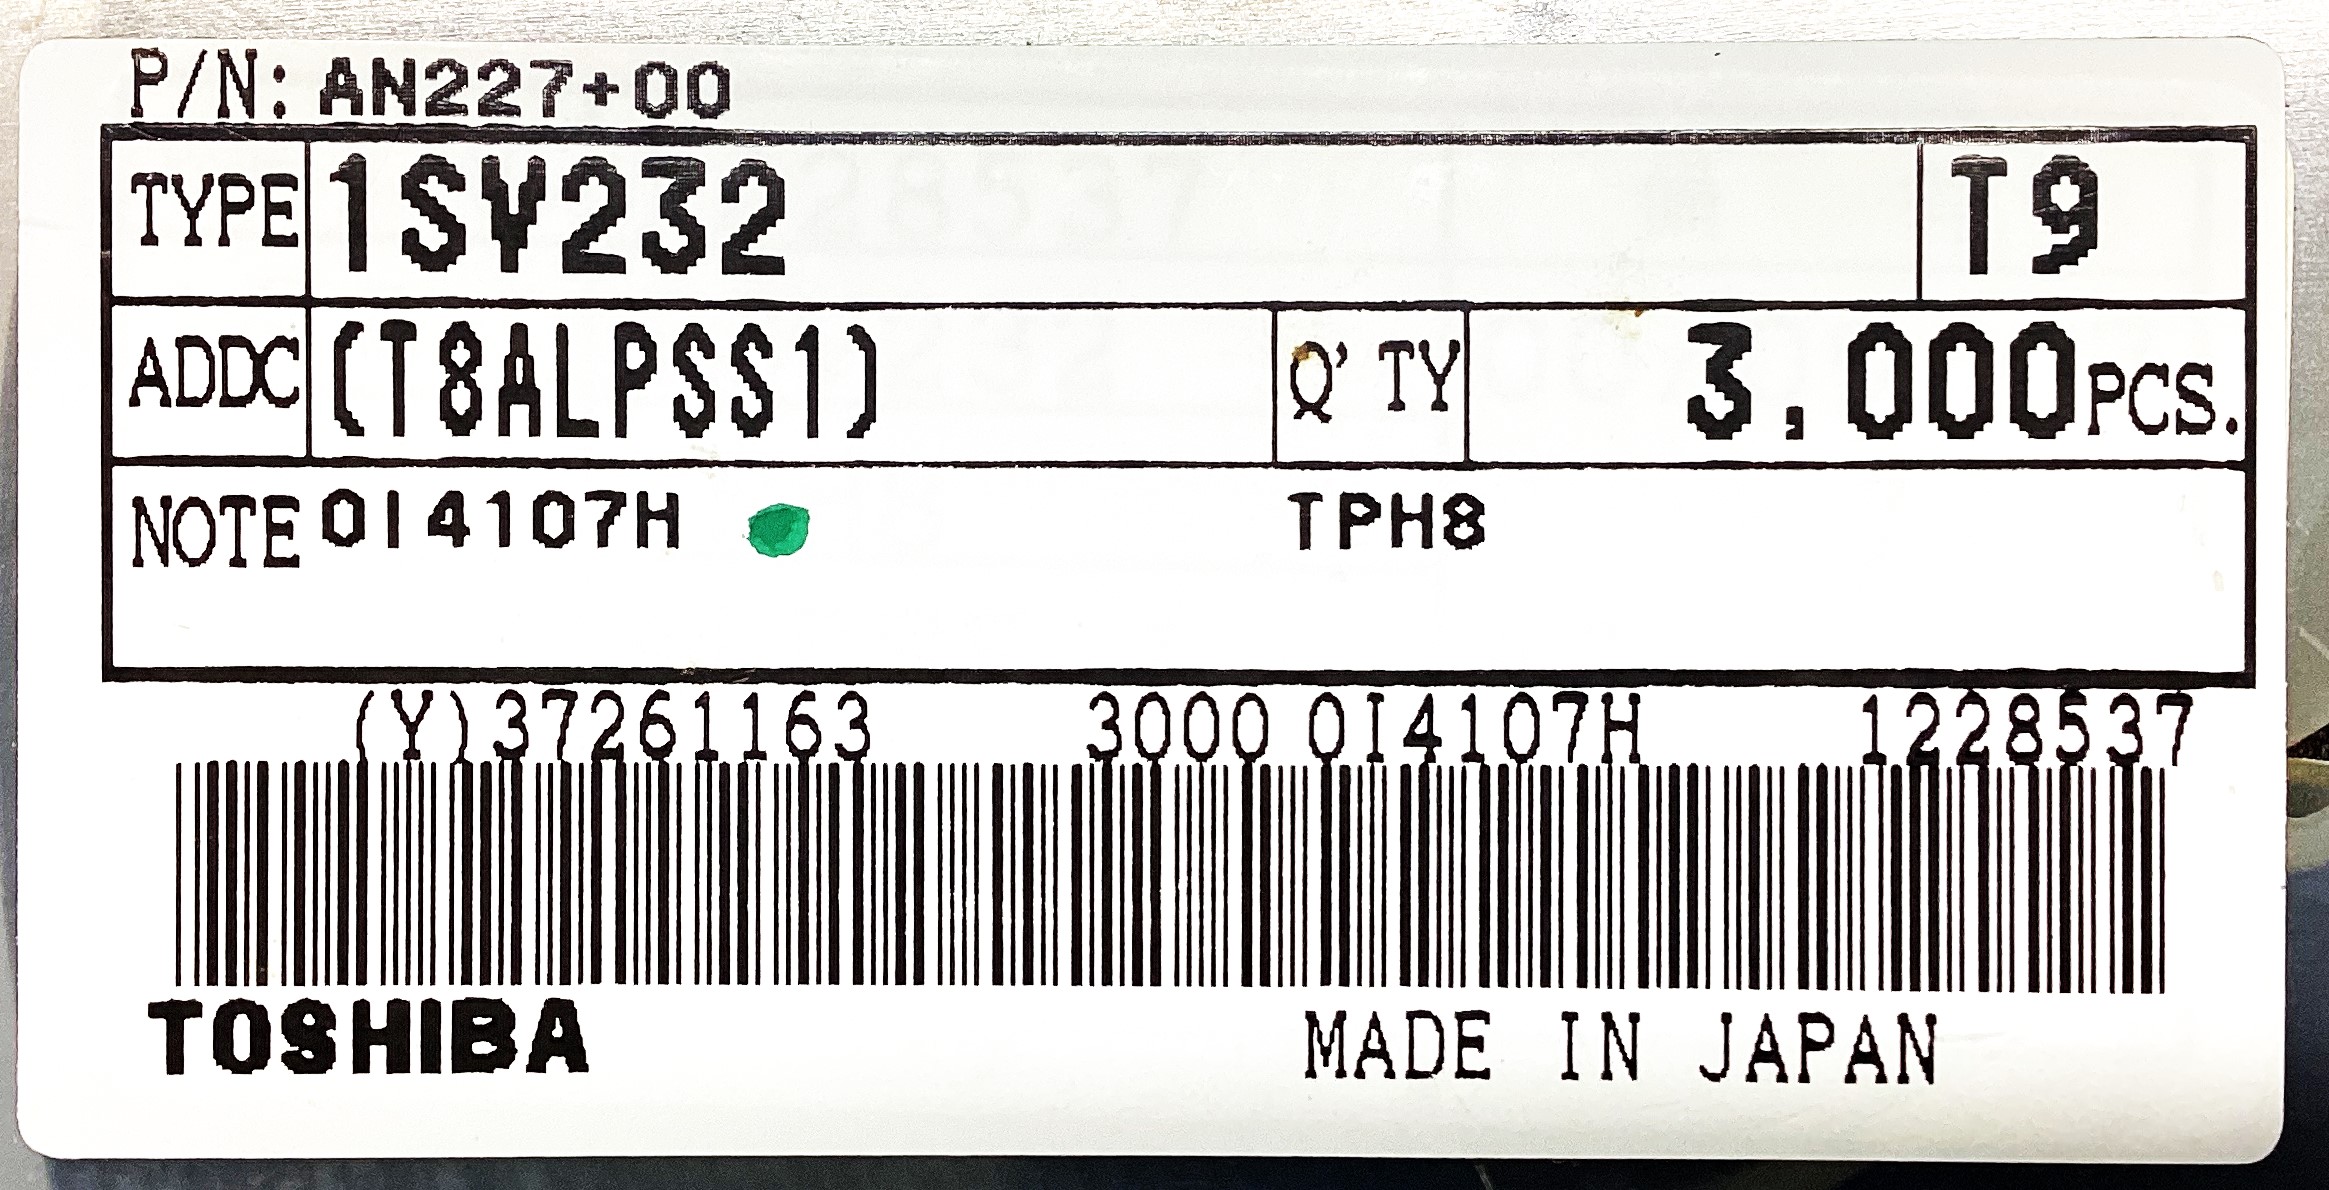 P/N: AN227+00
TYPE 1SV232 T9
ADDC (T8ALPSS1) Q'TY 3,000PCS.
NOTE 0I4107H TPH8
(Y)37261163 3000 0I4107H 1228537
TOSHIBA MADE IN JAPAN